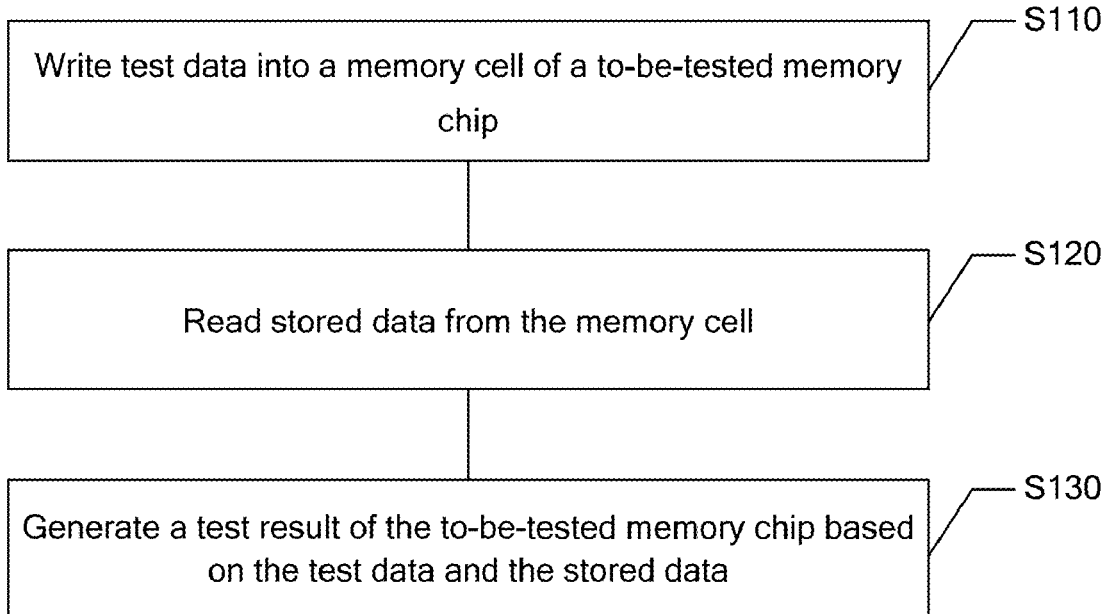 S110
Write test data into a memory cell of a to-be-tested memory
chip
S120
Read stored data from the memory cell
S130
Generate a test result of the to-be-tested memory chip based
on the test data and the stored data